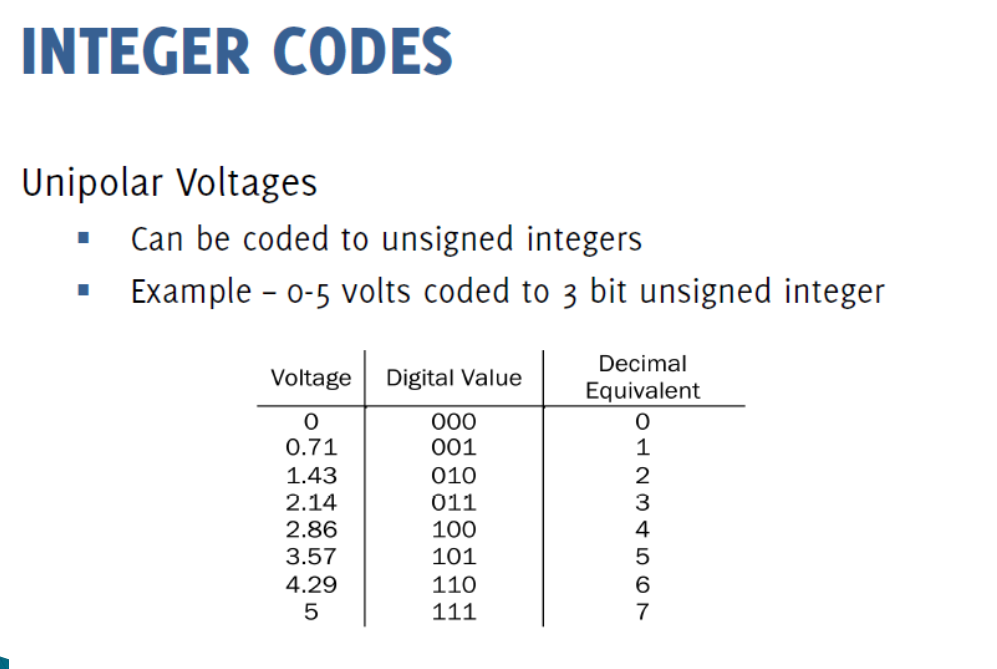 INTEGER CODES
Unipolar Voltages
▪ Can be coded to unsigned integers
▪ Example – 0-5 volts coded to 3 bit unsigned integer
Voltage Digital Value Decimal Equivalent
0 000 0
0.71 001 1
1.43 010 2
2.14 011 3
2.86 100 4
3.57 101 5
4.29 110 6
5 111 7